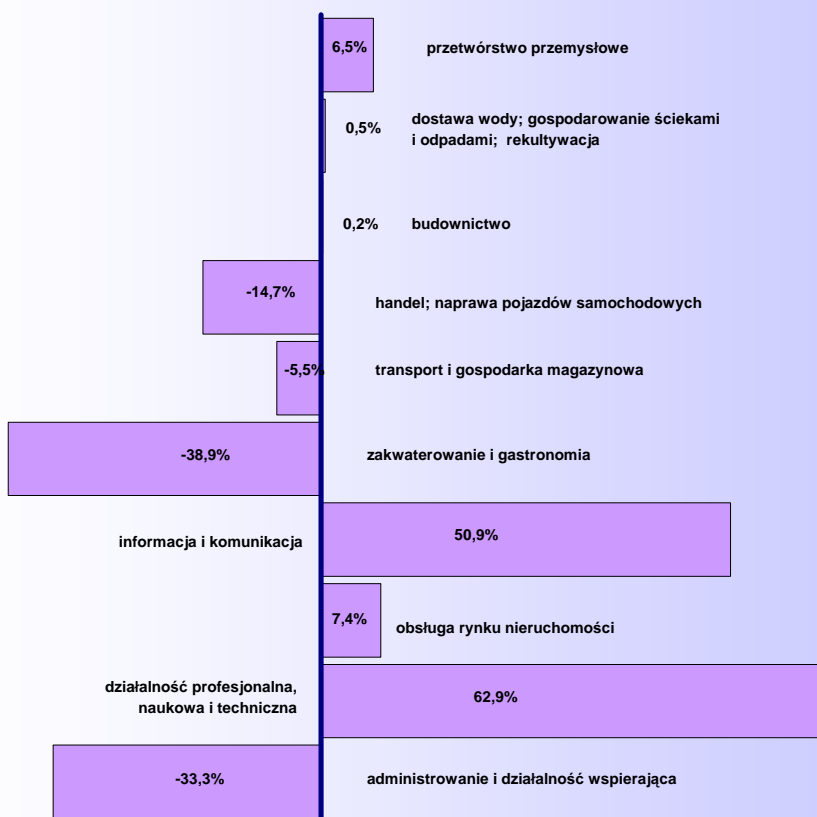 6,5% przetwórstwo przemysłowe
0,5% dostawa wody; gospodarowanie ściekami
i odpadami;  rekultywacja
0,2% budownictwo
-14,7% handel; naprawa pojazdów samochodowych
-5,5% transport i gospodarka magazynowa
-38,9% zakwaterowanie i gastronomia
informacja i komunikacja 50,9%
7,4% obsługa rynku nieruchomości
działalność profesjonalna,
naukowa i techniczna 62,9%
-33,3% administrowanie i działalność wspierająca